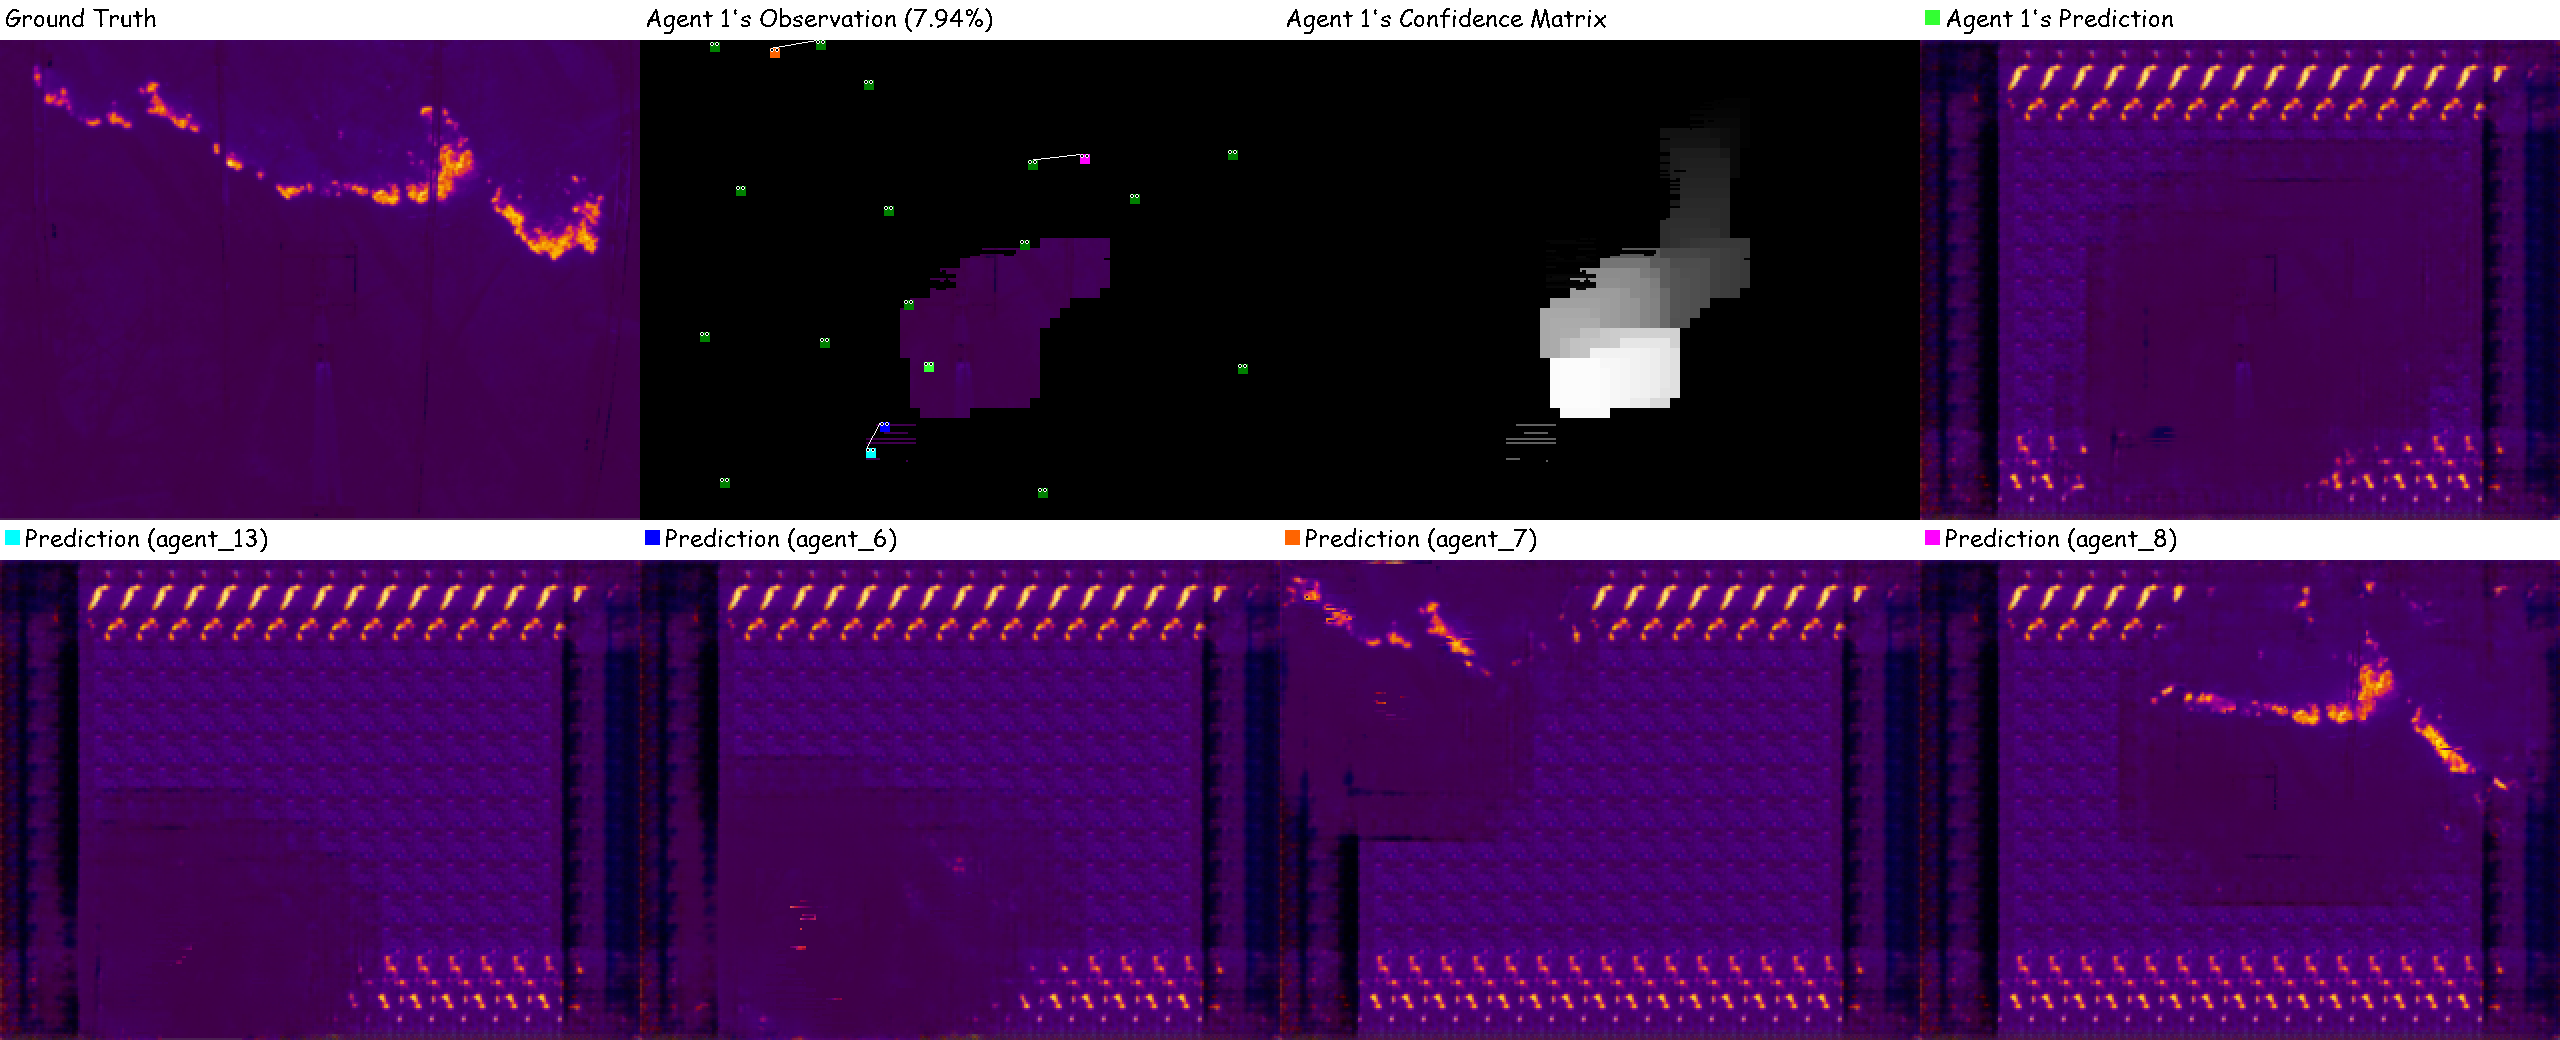 Ground Truth
Agent 1's Observation (7.94%)
Agent 1's Confidence Matrix
Agent 1's Prediction
Prediction (agent_13)
Prediction (agent_6)
Prediction (agent_7)
Prediction (agent_8)